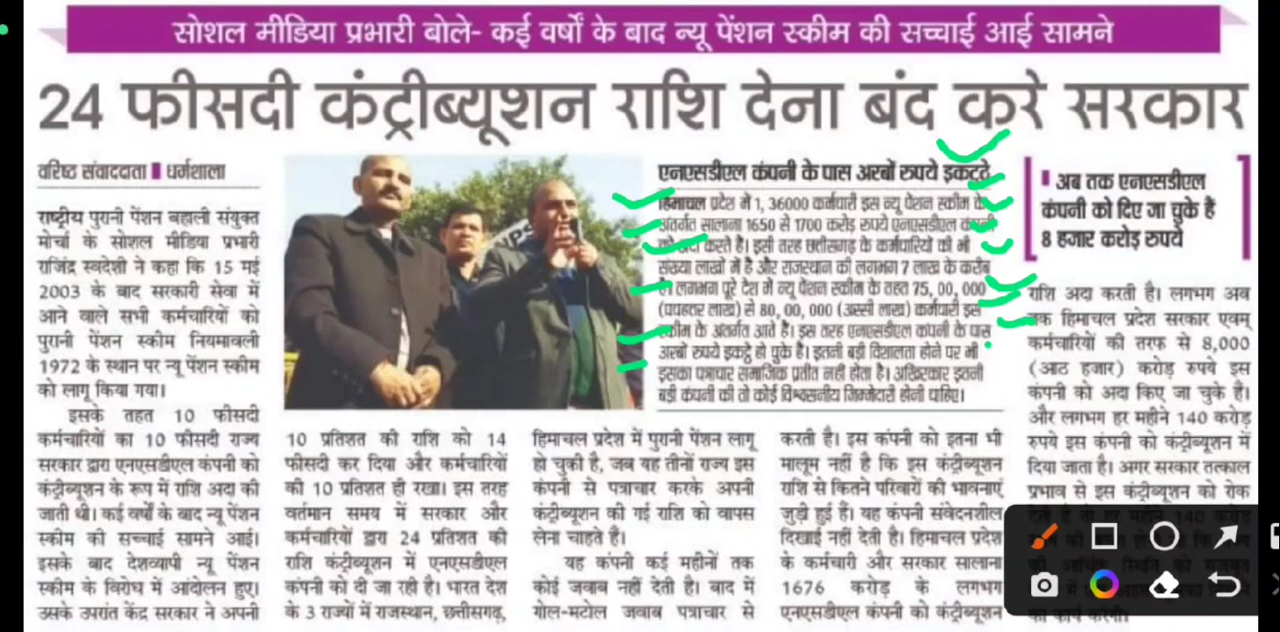 सोशल मीडिया प्रभारी बोले- कई वर्षों के बाद न्यू पेंशन स्कीम की सच्चाई आई सामने
24 फीसदी कंट्रीब्यूशन राशि देना बंद करे सरकार
वरिष्ठ संवाददाता ▮ धर्मशाला
राष्ट्रीय पुरानी पेंशन बहाली संयुक्त
मोर्चा के सोशल मीडिया प्रभारी
राजिंद्र स्वदेशी ने कहा कि 15 मई
2003 के बाद सरकारी सेवा में
आने वाले सभी कर्मचारियों को
पुरानी पेंशन स्कीम नियमावली
1972 के स्थान पर न्यू पेंशन स्कीम
को लागू किया गया।
इसके तहत 10 फीसदी
कर्मचारियों का 10 फीसदी राज्य
सरकार द्वारा एनएसडीएल कंपनी को
कंट्रीब्यूशन के रूप में राशि अदा की
जाती थी। कई वर्षों के बाद न्यू पेंशन
स्कीम की सच्चाई सामने आई।
इसके बाद देशव्यापी न्यू पेंशन
स्कीम के विरोध में आंदोलन हुए।
उसके उपरांत केंद्र सरकार ने अपनी
10 प्रतिशत की राशि को 14
फीसदी कर दिया और कर्मचारियों
की 10 प्रतिशत ही रखा। इस तरह
वर्तमान समय में सरकार और
कर्मचारियों द्वारा 24 प्रतिशत की
राशि कंट्रीब्यूशन में एनएसडीएल
कंपनी को दी जा रही है। भारत देश
के 3 राज्यों में राजस्थान, छत्तीसगढ़,
एनएसडीएल कंपनी के पास अरबों रुपये इकट्ठे
हिमाचल प्रदेश में 1, 36000 कर्मचारी इस न्यू पेंशन स्कीम के
अंतर्गत सालाना 1650 से 1700 करोड़ रुपये एनएसडीएल कंपनी
को अदा करते है। इसी तरह छत्तीसगढ़ के कर्मचारियों की भी
संख्या लाखों में है और राजस्थान की लगभग 7 लाख के करीब
है। लगभग पूरे देश में न्यू पेंशन स्कीम के तहत 75, 00, 000
(पचहतर लाख) से 80, 00, 000 (अस्सी लाख) कर्मचारी इस
स्कीम के अंतर्गत आते है। इस तरह एनएसडीएल कंपनी के पास
अरबों रुपये इकट्ठे हो चुके है। इतनी बड़ी विशालता होने पर भी
इसका पत्राचार समाजिक प्रतीत नहीं होता है। अखिरकार इतनी
बड़ी कंपनी की तो कोई विश्वसनीय जिम्मेदारी होनी चाहिए।
हिमाचल प्रदेश में पुरानी पेंशन लागू
हो चुकी है, जब यह तीनों राज्य इस
कंपनी से पत्राचार करके अपनी
कंट्रीब्यूशन की गई राशि को वापस
लेना चाहते हैं।
यह कंपनी कई महीनों तक
कोई जवाब नहीं देती है। बाद में
गोल-मटोल जवाब पत्राचार से
करती है। इस कंपनी को इतना भी
मालूम नहीं है कि इस कंट्रीब्यूशन
राशि से कितने परिवारों की भावनाएं
जुड़ी हुई हैं। यह कंपनी संवेदनशील
दिखाई नहीं देती है। हिमाचल प्रदेश
के कर्मचारी और सरकार सालाना
1676 करोड़ के लगभग
एनएसडीएल कंपनी को कंट्रीब्यूशन
▮ अब तक एनएसडीएल
कंपनी को दिए जा चुके हैं
8 हजार करोड़ रुपये
राशि अदा करती है। लगभग अब
तक हिमाचल प्रदेश सरकार एवम्
कर्मचारियों की तरफ से 8,000
(आठ हजार) करोड़ रुपये इस
कंपनी को अदा किए जा चुके है।
और लगभग हर महीने 140 करोड़
रुपये इस कंपनी को कंट्रीब्यूशन में
दिया जाता है। अगर सरकार तत्काल
प्रभाव से इस कंट्रीब्यूशन को रोक